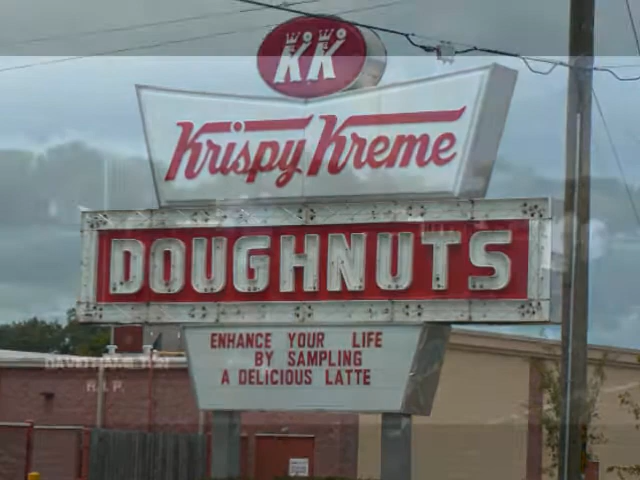 KK
Krispy Kreme
DOUGHNUTS
ENHANCE YOUR LIFE
BY SAMPLING
A DELICIOUS LATTE
R.I.P.